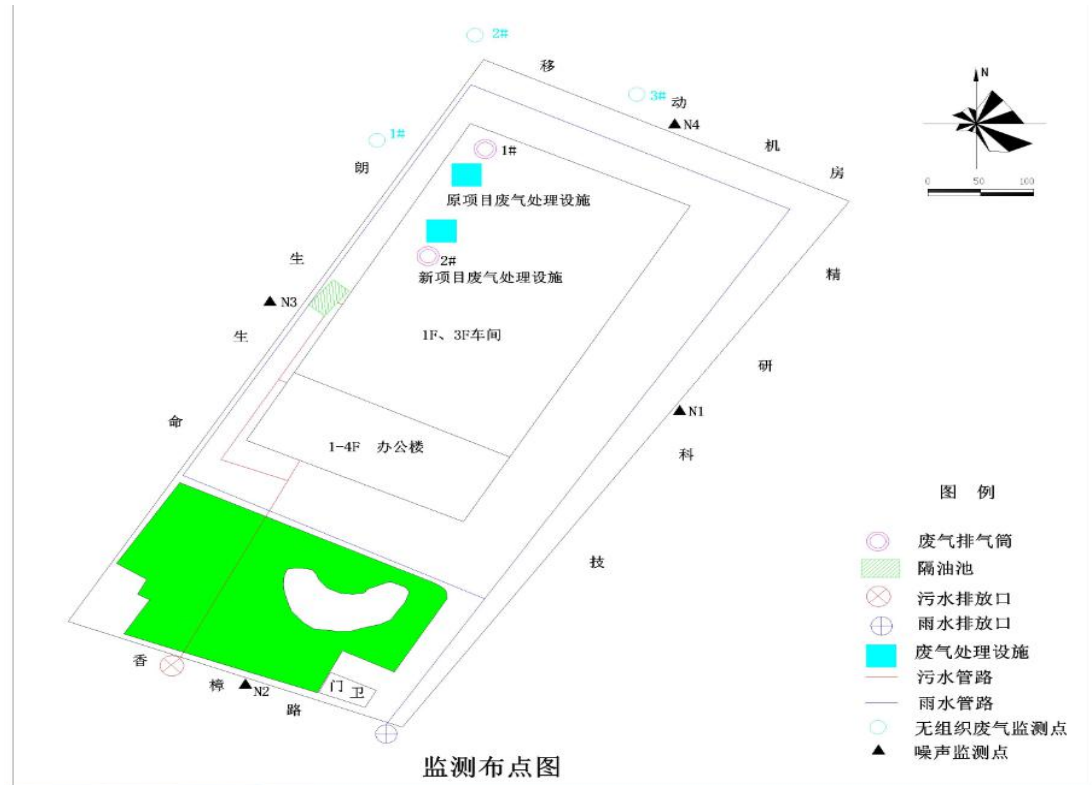 2#
移动机房
3#
N4
N
1#
朗生生命
1#
0 50 100
原项目废气处理设施
2#
新项目废气处理设施
精研科技
N3
1F、3F车间
N1
1-4F 办公楼
图 例
废气排气筒
隔油池
污水排放口
雨水排放口
废气处理设施
污水管路
雨水管路
无组织废气监测点
噪声监测点
香樟路
N2
门卫
监测布点图